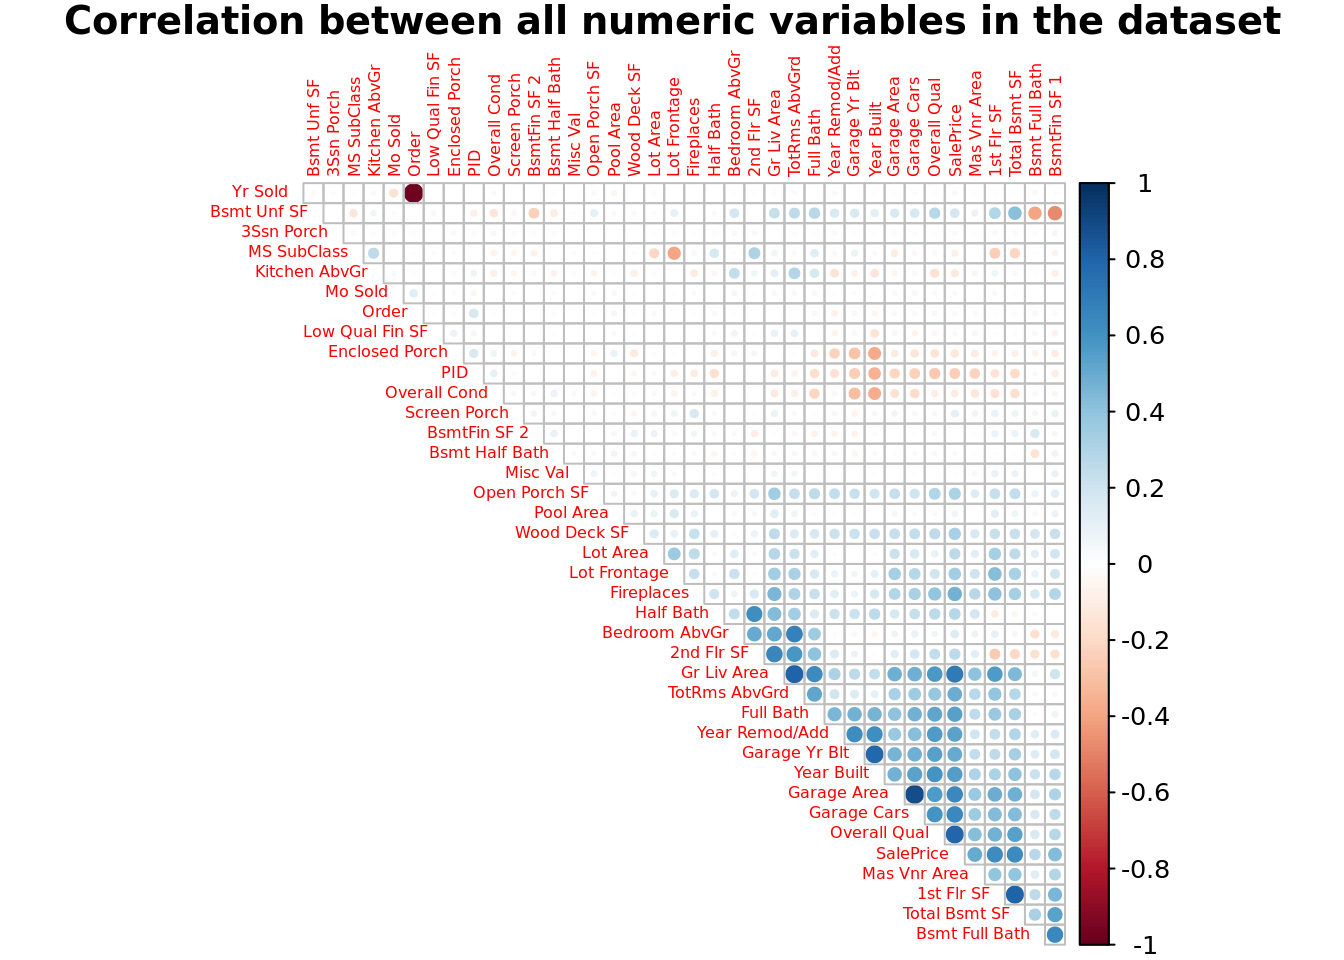 Correlation between all numeric variables in the dataset
Bsmt Unf SF
3Ssn Porch
MS SubClass
Kitchen AbvGr
Mo Sold
Order
Low Qual Fin SF
Enclosed Porch
PID
Overall Cond
Screen Porch
BsmtFin SF 2
Bsmt Half Bath
Misc Val
Open Porch SF
Pool Area
Wood Deck SF
Lot Area
Lot Frontage
Fireplaces
Half Bath
Bedroom AbvGr
2nd Flr SF
Gr Liv Area
TotRms AbvGrd
Full Bath
Year Remod/Add
Garage Yr Blt
Year Built
Garage Area
Garage Cars
Overall Qual
SalePrice
Mas Vnr Area
1st Flr SF
Total Bsmt SF
Bsmt Full Bath
BsmtFin SF 1
Yr Sold
Bsmt Unf SF
3Ssn Porch
MS SubClass
Kitchen AbvGr
Mo Sold
Order
Low Qual Fin SF
Enclosed Porch
PID
Overall Cond
Screen Porch
BsmtFin SF 2
Bsmt Half Bath
Misc Val
Open Porch SF
Pool Area
Wood Deck SF
Lot Area
Lot Frontage
Fireplaces
Half Bath
Bedroom AbvGr
2nd Flr SF
Gr Liv Area
TotRms AbvGrd
Full Bath
Year Remod/Add
Garage Yr Blt
Year Built
Garage Area
Garage Cars
Overall Qual
SalePrice
Mas Vnr Area
1st Flr SF
Total Bsmt SF
Bsmt Full Bath
1
0.8
0.6
0.4
0.2
0
-0.2
-0.4
-0.6
-0.8
-1